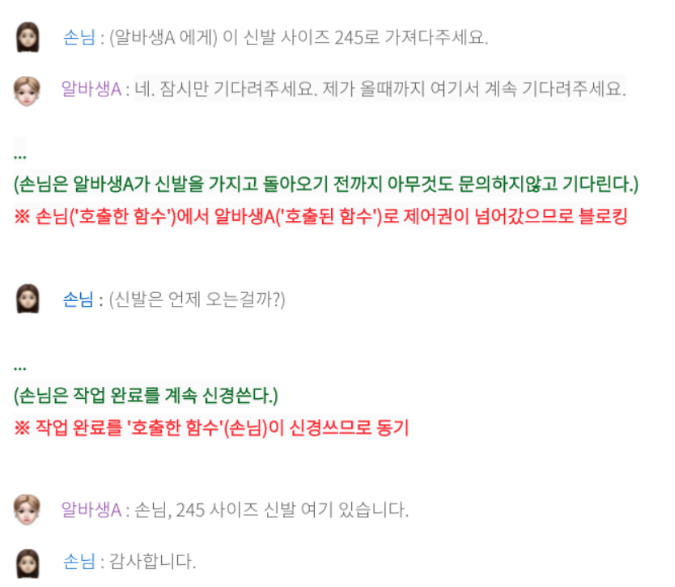 손님 : (알바생A 에게) 이 신발 사이즈 245로 가져다주세요.
알바생A : 네. 잠시만 기다려주세요. 제가 올때까지 여기서 계속 기다려주세요.
...
(손님은 알바생A가 신발을 가지고 돌아오기 전까지 아무것도 문의하지않고 기다린다.)
※ 손님('호출한 함수')에서 알바생A('호출된 함수')로 제어권이 넘어갔으므로 블로킹
손님 : (신발은 언제 오는걸까?)
...
(손님은 작업 완료를 계속 신경쓴다.)
※ 작업 완료를 '호출한 함수'(손님)이 신경쓰므로 동기
알바생A : 손님, 245 사이즈 신발 여기 있습니다.
손님 : 감사합니다.